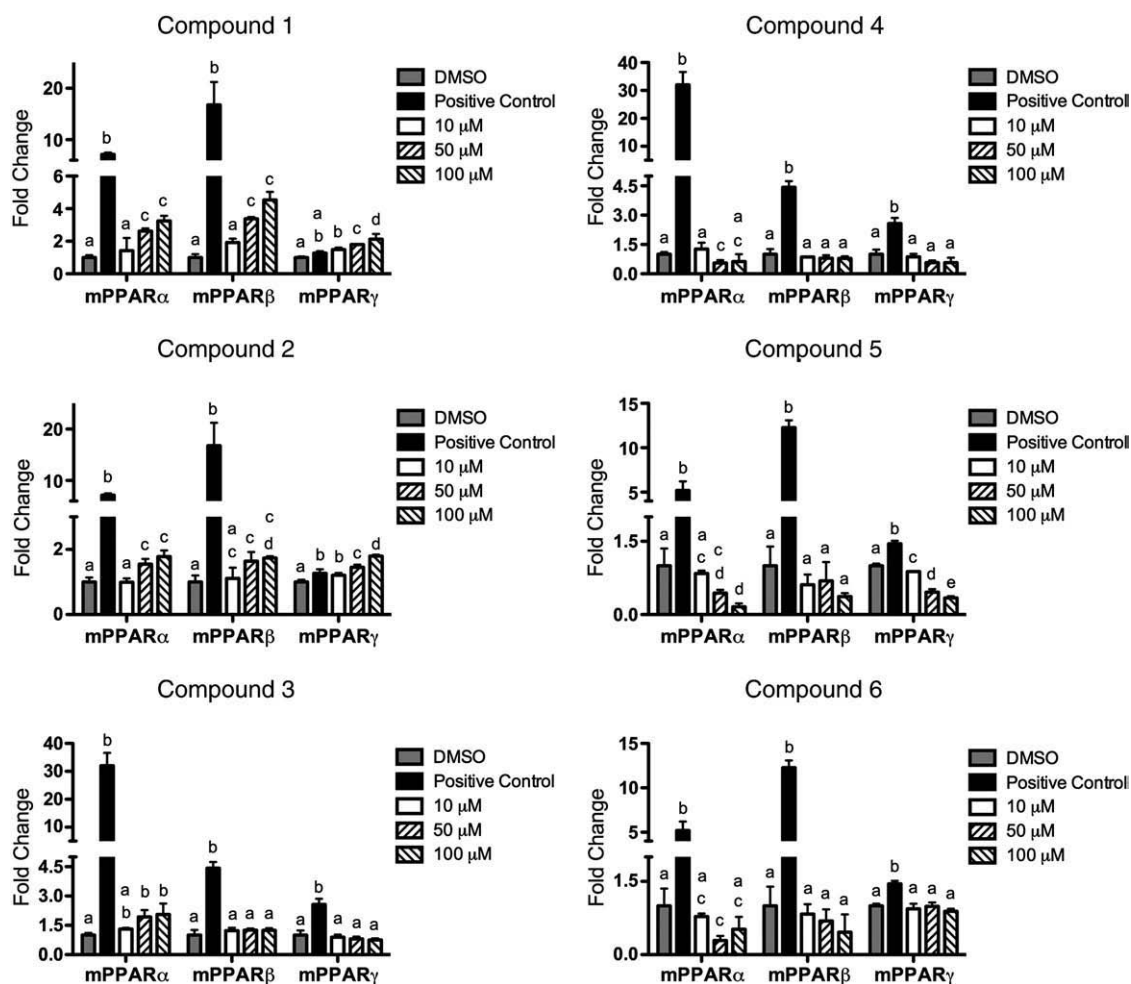 Compound 1
Fold Change
20
10
6
4
2
0
a b a c c
a b a c c
a a b b c d
mPPARα mPPARβ mPPARγ
DMSO
Positive Control
10 μM
50 μM
100 μM
Compound 4
Fold Change
40
30
20
10
4.5
3.0
1.5
0.0
a b a a c a c
a b a a a
a b a a a
mPPARα mPPARβ mPPARγ
DMSO
Positive Control
10 μM
50 μM
100 μM
Compound 2
Fold Change
20
10
2
0
a b a c c
a b a c c d c d
a b b c d
mPPARα mPPARβ mPPARγ
DMSO
Positive Control
10 μM
50 μM
100 μM
Compound 5
Fold Change
15
10
5
1.5
0.0
a b a c c d d
a b a a a
a b c d e
mPPARα mPPARβ mPPARγ
DMSO
Positive Control
10 μM
50 μM
100 μM
Compound 3
Fold Change
40
30
20
10
4.5
3.0
1.5
0.0
a b a b b b
a b a a a
a b a a a
mPPARα mPPARβ mPPARγ
DMSO
Positive Control
10 μM
50 μM
100 μM
Compound 6
Fold Change
15
10
5
1.5
0.0
a b a c c a c
a b a a a
a b a a a
mPPARα mPPARβ mPPARγ
DMSO
Positive Control
10 μM
50 μM
100 μM